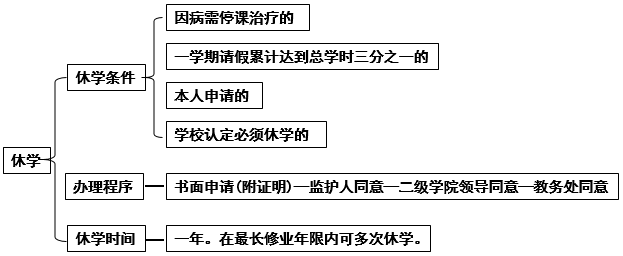 休学
休学条件
因病需停课治疗的
一学期请假累计达到总学时三分之一的
本人申请的
学校认定必须休学的
办理程序
书面申请(附证明)—监护人同意—二级学院领导同意—教务处同意
休学时间
一年。在最长修业年限内可多次休学。